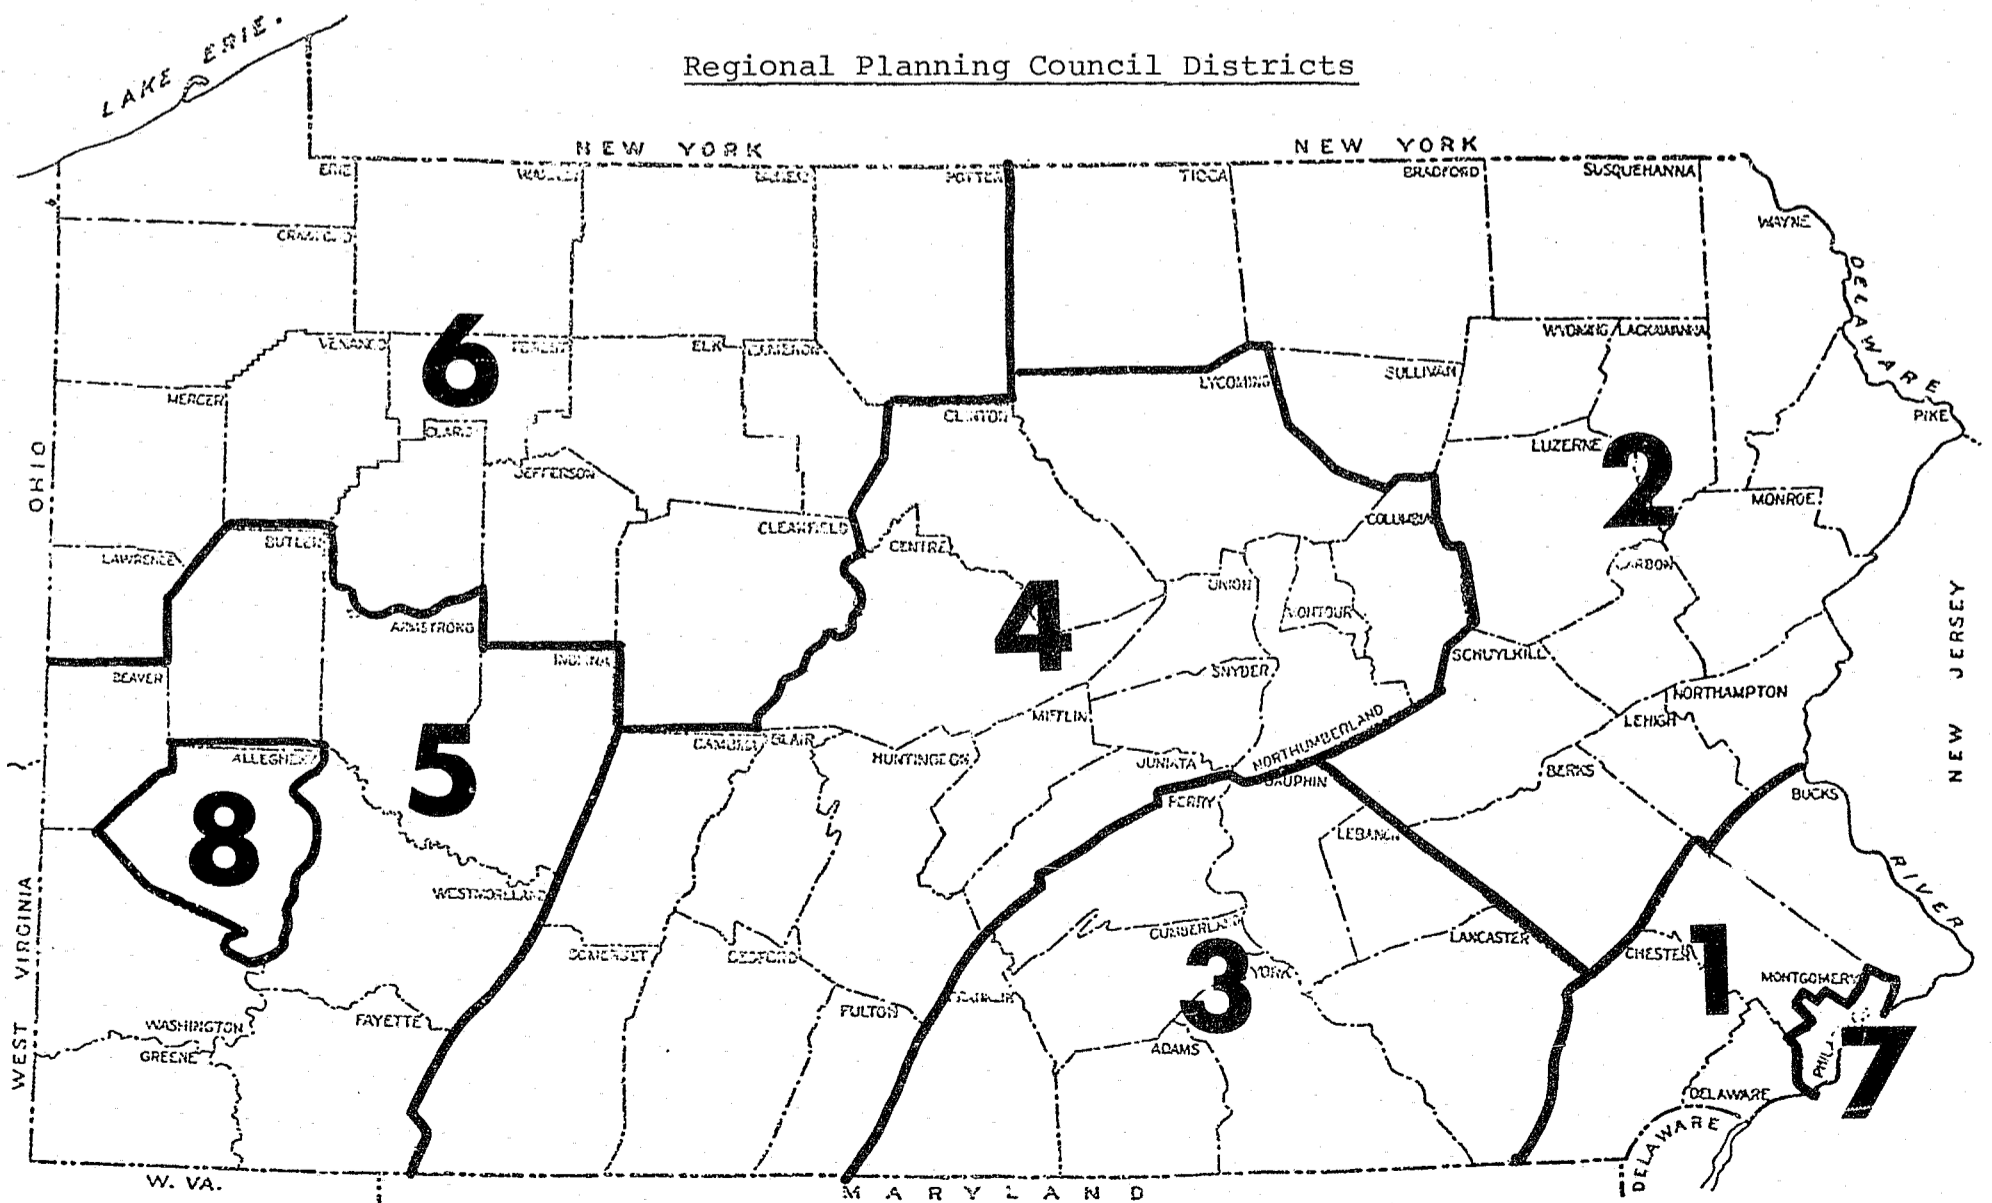 Regional Planning Council Districts
LAKE ERIE.
NEW YORK
NEW YORK
ERIE
POTTER
TIOGA
BRADFORD
SUSQUEHANNA
WAYNE
CRAWFORD
DELAWARE
VENANGO
6
FOREST
ELK
CAMERON
WYOMING
LACKAWANNA
MERCER
CLINTON
LYCOMING
SULLIVAN
PIKE
OHIO
JEFFERSON
LUZERNE
2
MONROE
BUTLER
CLEARFIELD
CENTRE
COLUMBIA
LAWRENCE
CARBON
UNION
4
MONTOUR
NEW JERSEY
ARMSTRONG
INDIANA
SNYDER
SCHUYLKILL
BEAVER
MIFFLIN
NORTHAMPTON
LEHIGH
5
CAMBRIA
BLAIR
HUNTINGDON
JUNIATA
NORTHUMBERLAND
ALLEGHENY
DAUPHIN
BERKS
BUCKS
8
PERRY
LEBANON
WESTMORELAND
RIVER
WEST VIRGINIA
SOMERSET
BEDFORD
CUMBERLAND
3
YORK
LANCASTER
CHESTER
1
MONTGOMERY
FRANKLIN
FULTON
WASHINGTON
FAYETTE
GREENE
ADAMS
PHILA
7
DELAWARE
DELAWARE
W. VA.
MARYLAND